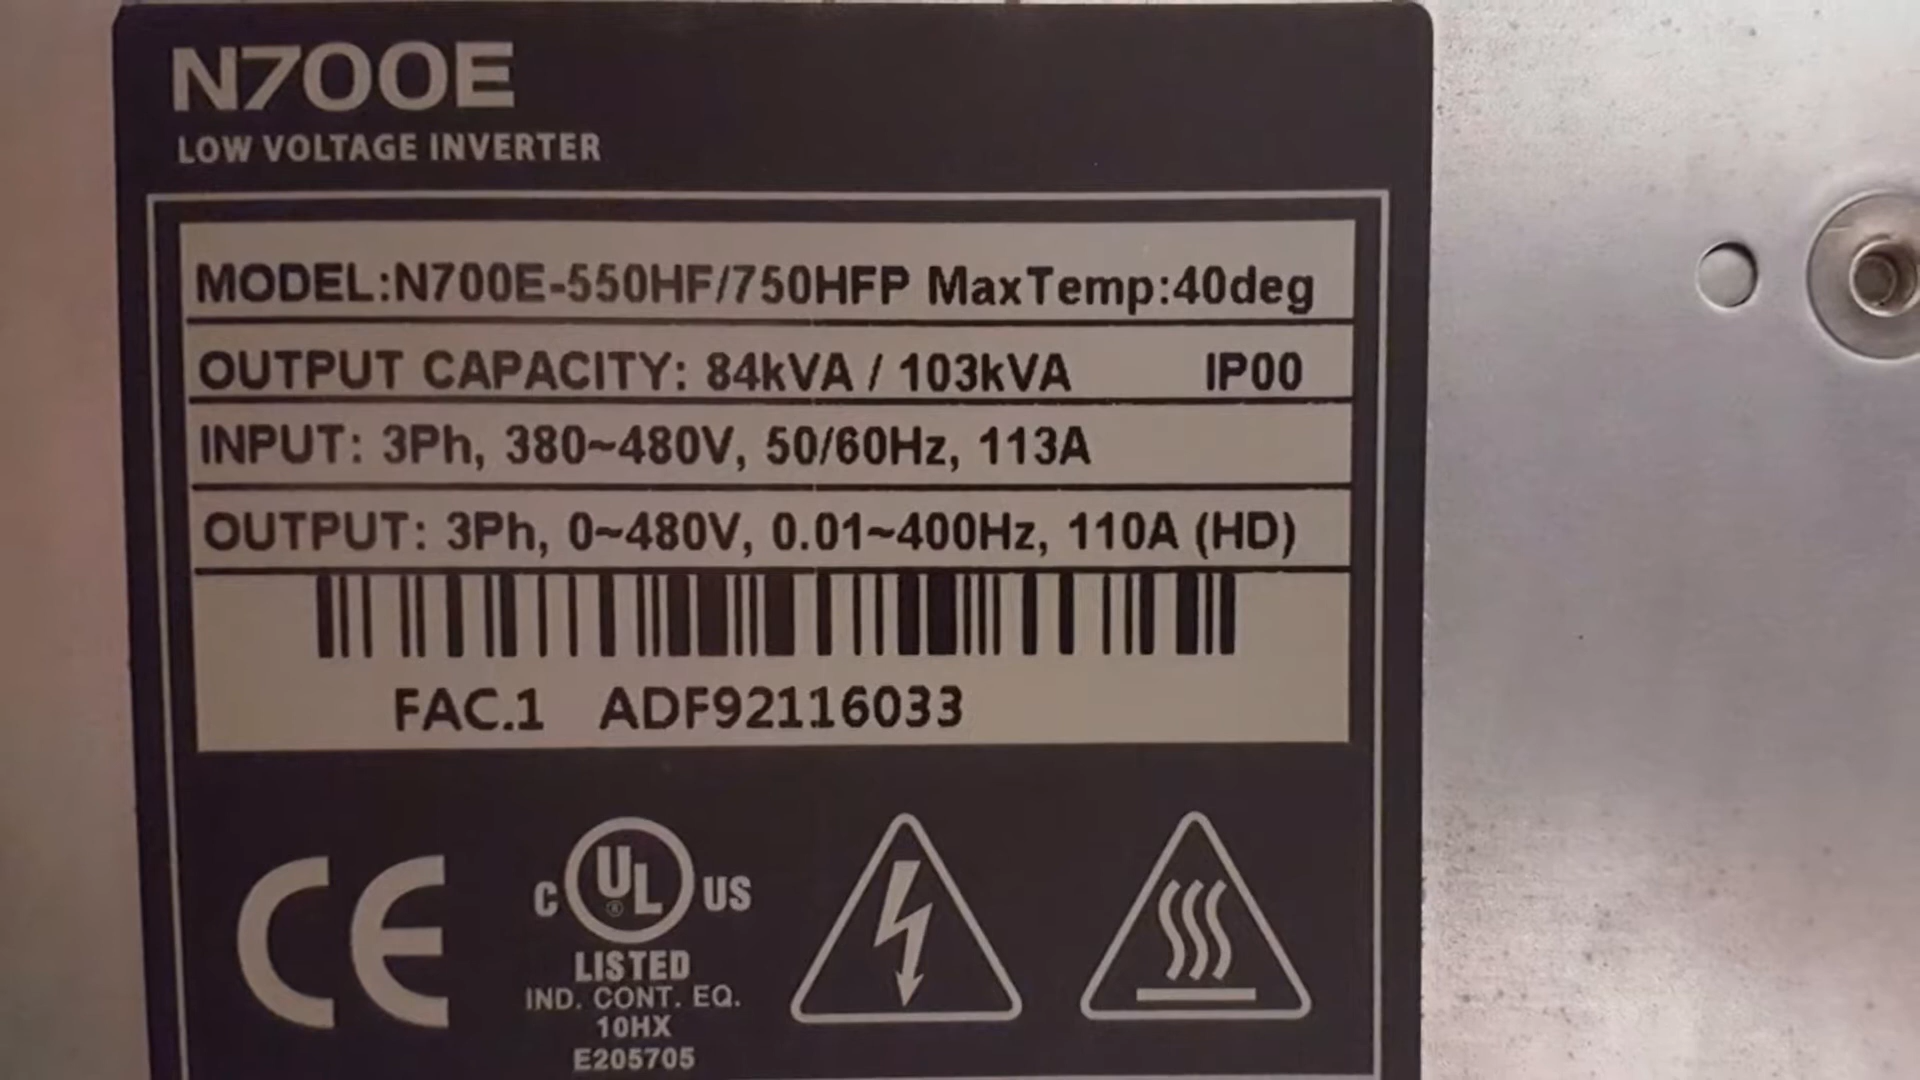 N700E
LOW VOLTAGE INVERTER
MODEL:N700E-550HF/750HFP MaxTemp:40deg
OUTPUT CAPACITY: 84kVA / 103kVA IP00
INPUT: 3Ph, 380~480V, 50/60Hz, 113A
OUTPUT: 3Ph, 0~480V, 0.01~400Hz, 110A (HD)
FAC.1 ADF92116033
CE
C UL® US
LISTED
IND. CONT. EQ.
10HX
E205705